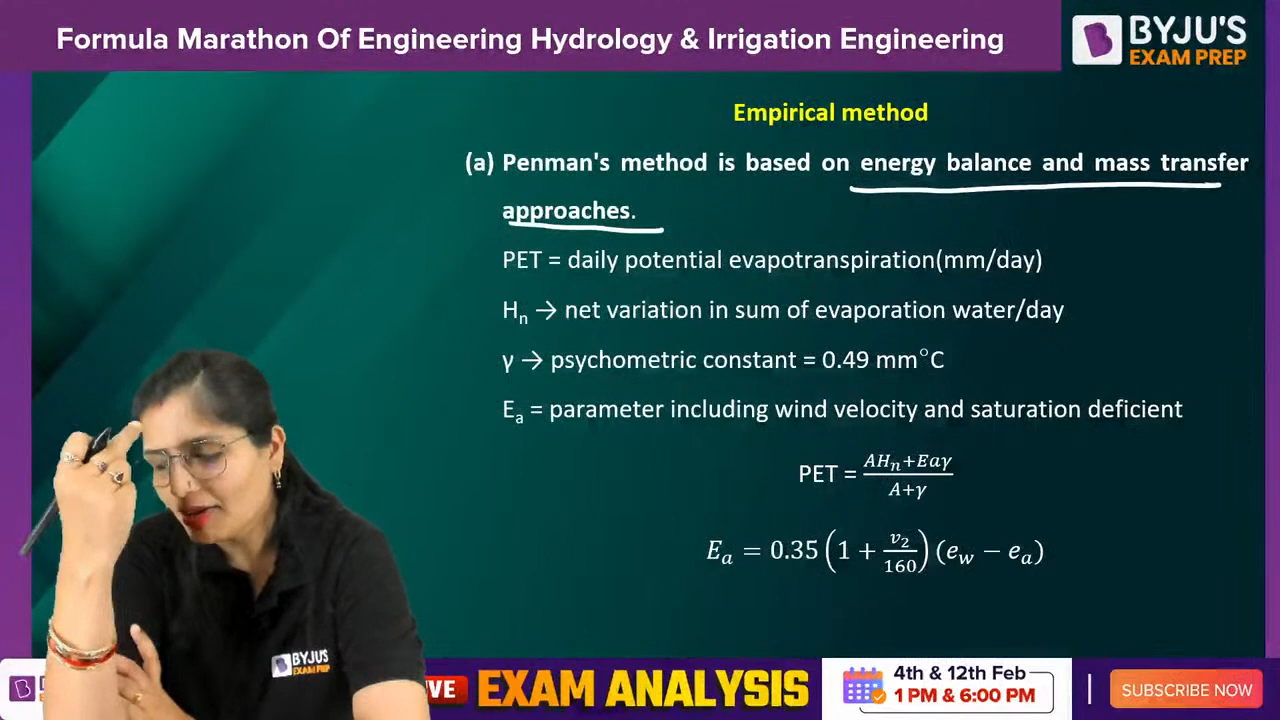 Formula Marathon Of Engineering Hydrology & Irrigation Engineering
BYJU'S
EXAM PREP
Empirical method
(a) Penman's method is based on energy balance and mass transfer
approaches.
PET = daily potential evapotranspiration(mm/day)
Hₙ → net variation in sum of evaporation water/day
γ → psychometric constant = 0.49 mm°C
Eₐ = parameter including wind velocity and saturation deficient
PET = (AHₙ+Eaγ)/(A+γ)
Eₐ = 0.35 (1 + v₂/160) (e_w − eₐ)
BYJU'S
EXAM PREP
IVE EXAM ANALYSIS
4th & 12th Feb
1 PM & 6:00 PM
SUBSCRIBE NOW